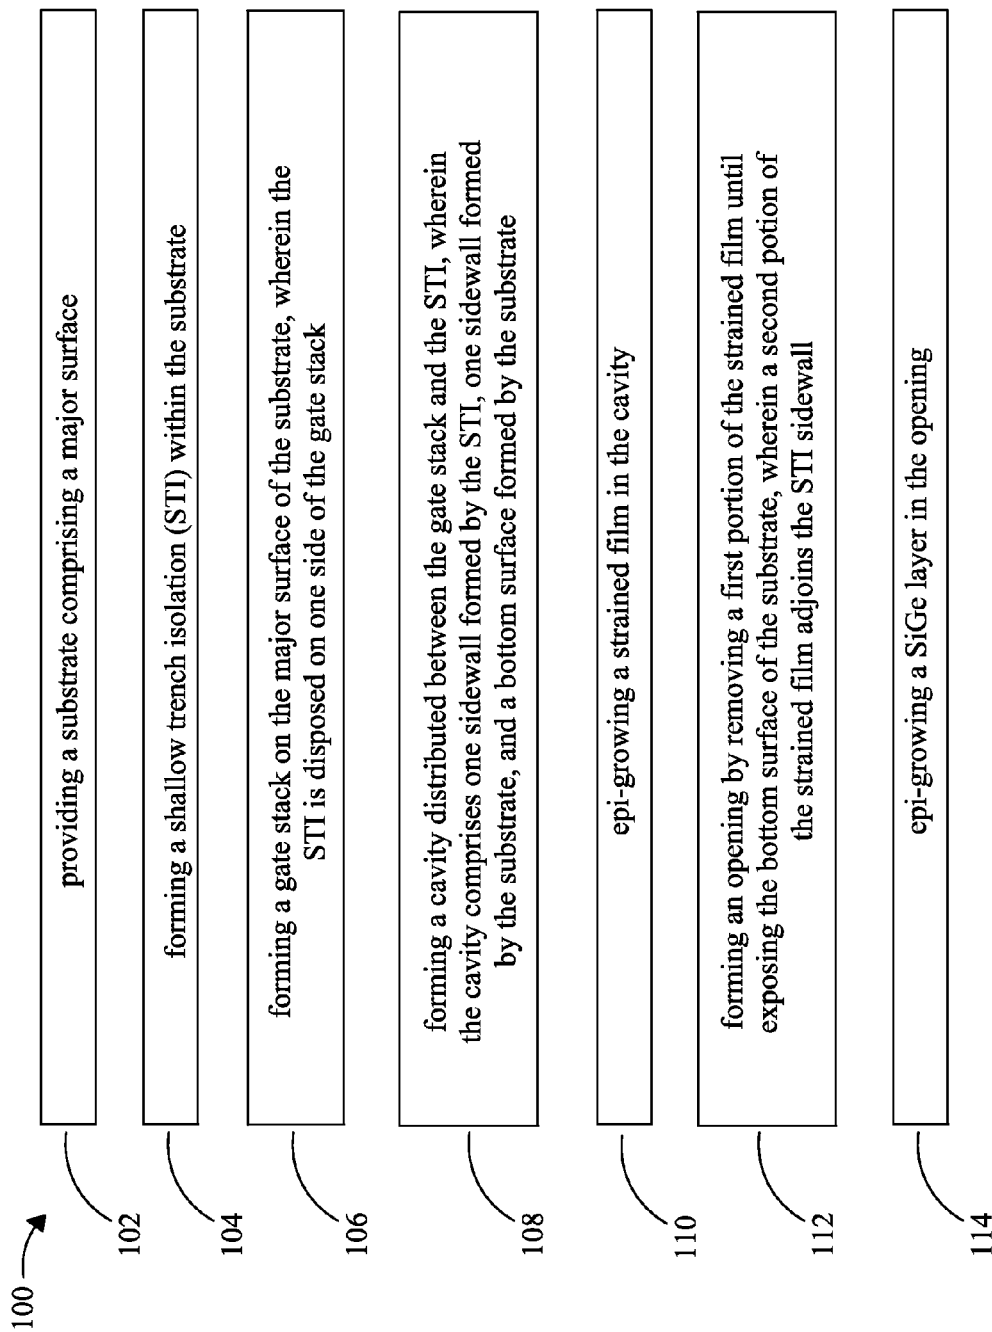 100
102
providing a substrate comprising a major surface
104
forming a shallow trench isolation (STI) within the substrate
106
forming a gate stack on the major surface of the substrate, wherein the
STI is disposed on one side of the gate stack
108
forming a cavity distributed between the gate stack and the STI, wherein
the cavity comprises one sidewall formed by the STI, one sidewall formed
by the substrate, and a bottom surface formed by the substrate
110
epi-growing a strained film in the cavity
112
forming an opening by removing a first portion of the strained film until
exposing the bottom surface of the substrate, wherein a second potion of
the strained film adjoins the STI sidewall
114
epi-growing a SiGe layer in the opening